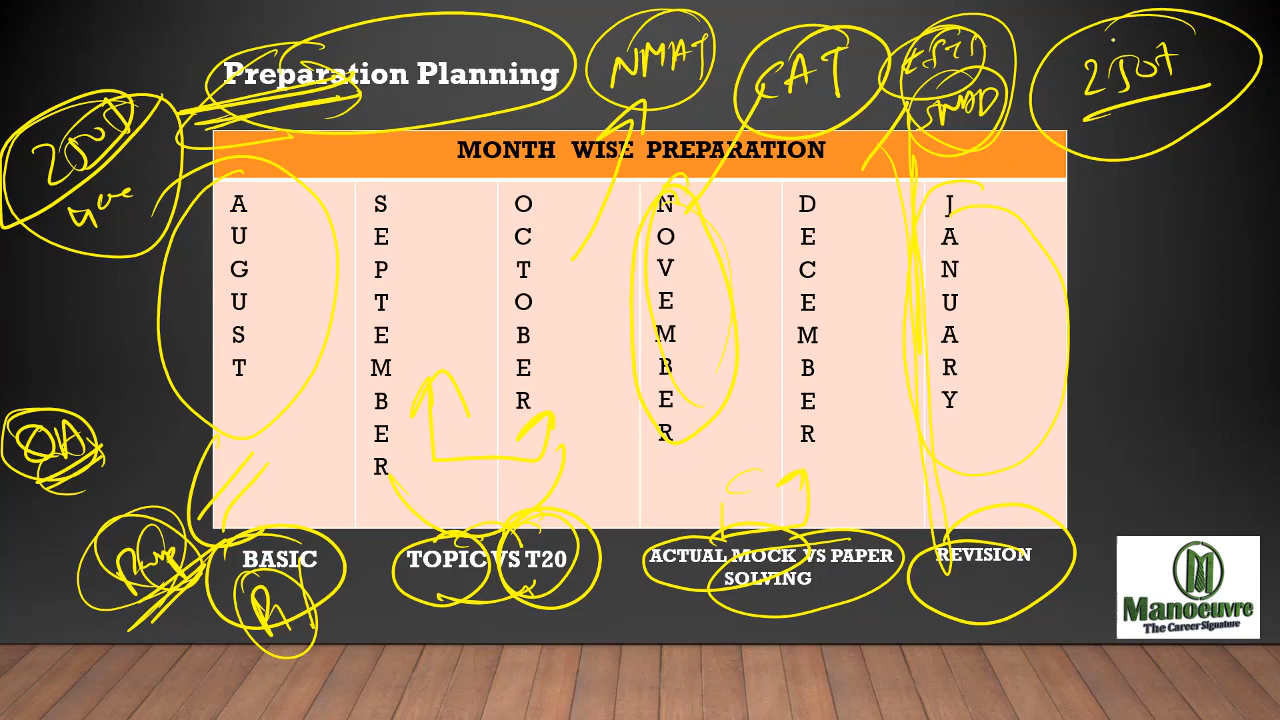 Preparation Planning
NMAT
CAT
MONTH WISE PREPARATION
AUGUST
SEPTEMBER
OCTOBER
NOVEMBER
DECEMBER
JANUARY
BASIC
TOPIC VS T20
ACTUAL MOCK VS PAPER
SOLVING
REVISION
Manoeuvre
The Career Signature